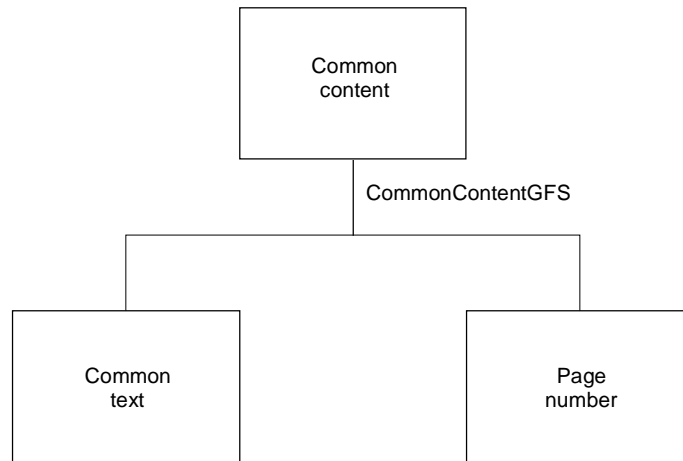 Common
content
CommonContentGFS
Common
text
Page
number